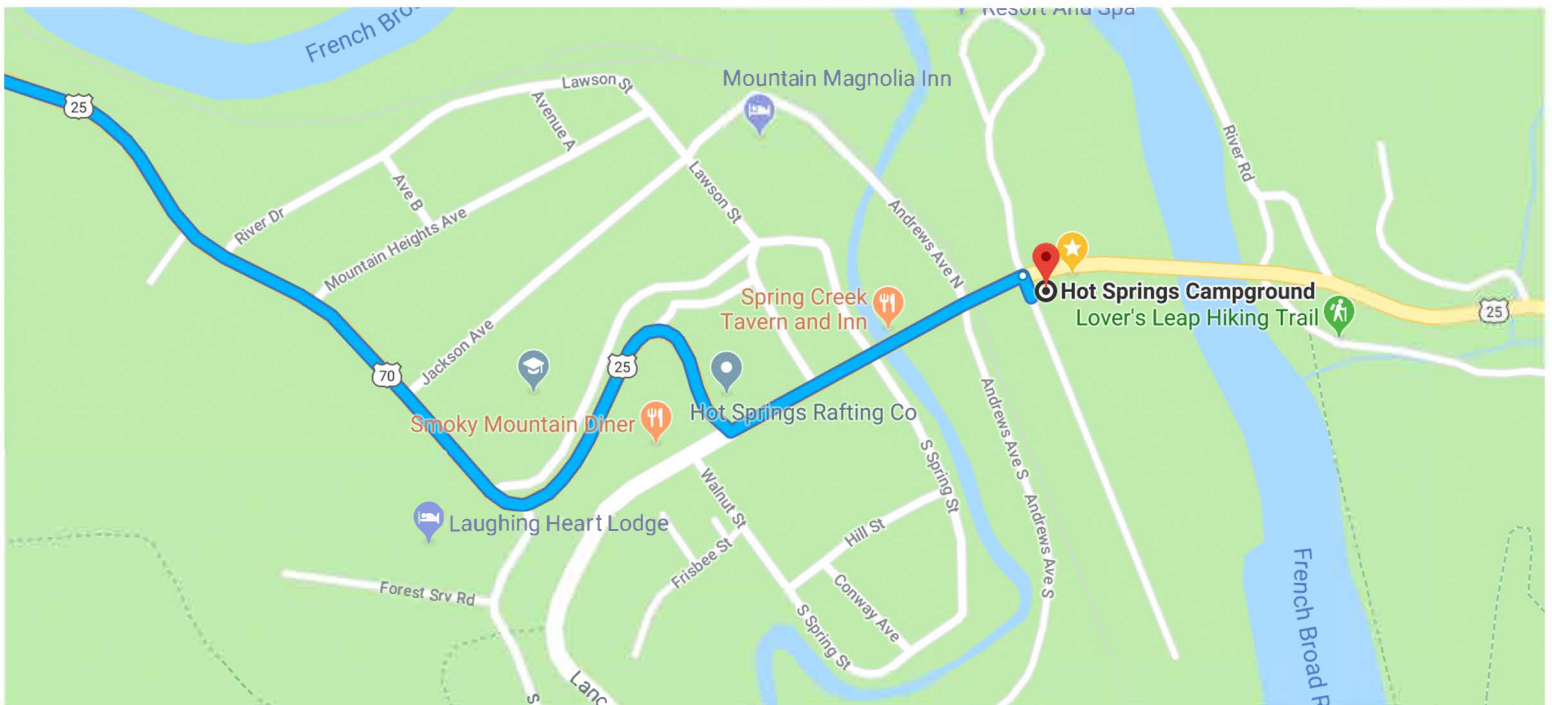 Resort And Spa
French Bro
Mountain Magnolia Inn
Lawson St
25
Avenue A
River Rd
Ave B
Lawson St
River Dr
Mountain Heights Ave
Andrews Ave N
Spring Creek
Tavern and Inn
Hot Springs Campground
Lover's Leap Hiking Trail
25
Jackson Ave
70
25
Hot Springs Rafting Co
Smoky Mountain Diner
Andrews Ave S
S Spring St
Walnut St
Laughing Heart Lodge
Hill St
Frisbee St
Andrews Ave S
Forest Srv Rd
Conway Ave
S Spring St
French Broad R
Lanc
S